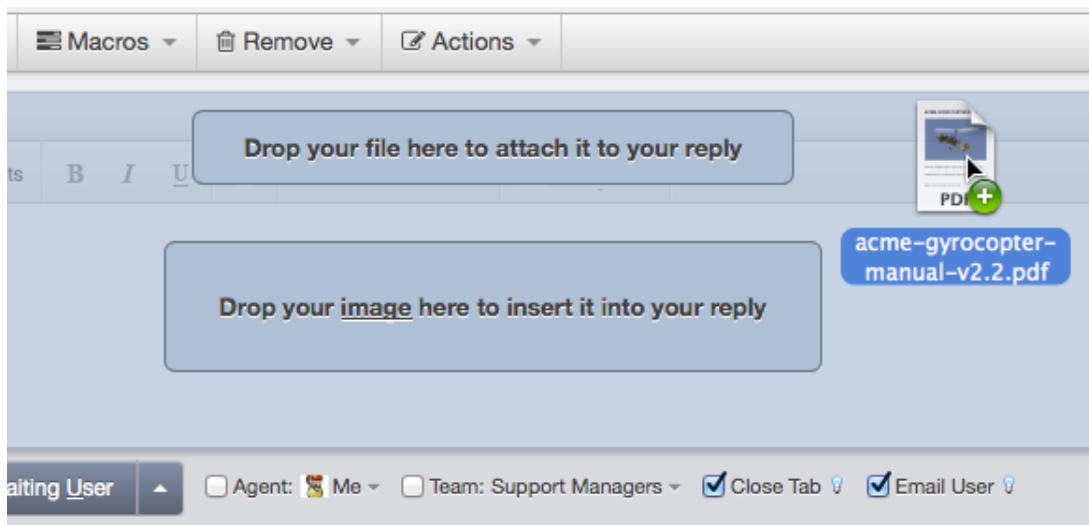 Macros Remove Actions
Drop your file here to attach it to your reply
ts B I U
PDF
acme-gyrocopter-
manual-v2.2.pdf
Drop your image here to insert it into your reply
aiting User Agent: Me Team: Support Managers Close Tab Email User